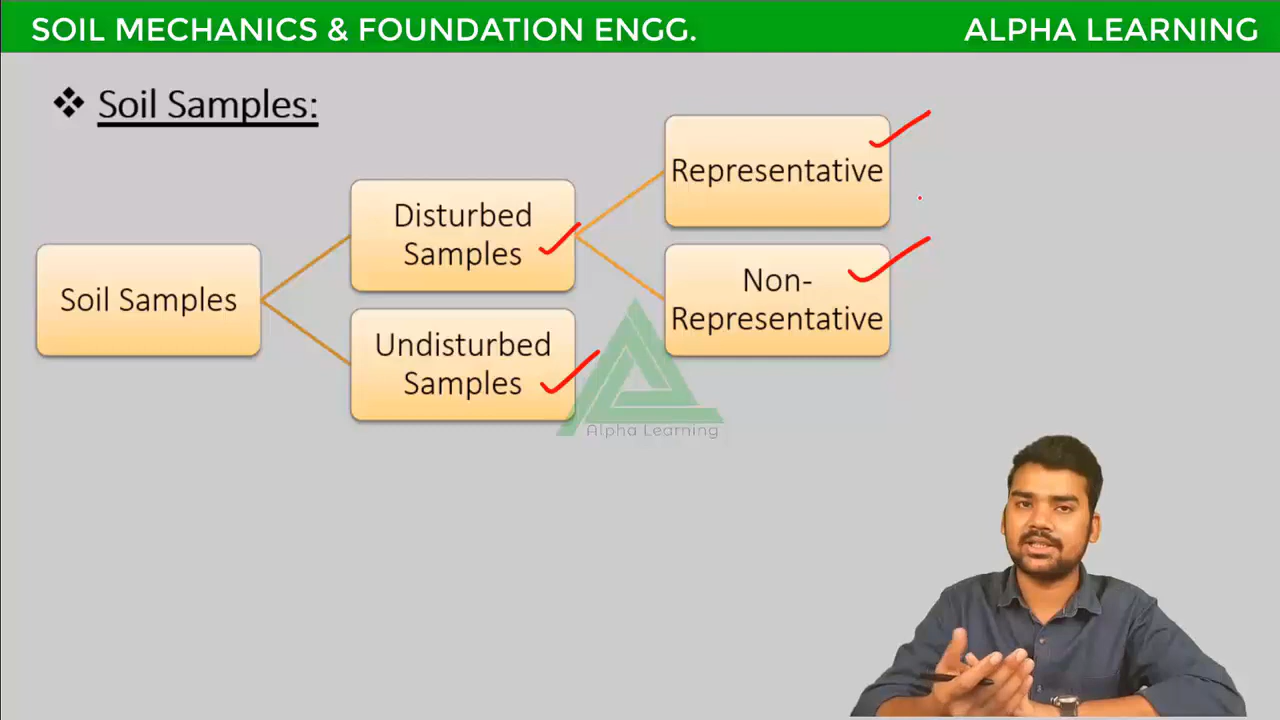 SOIL MECHANICS & FOUNDATION ENGG.
ALPHA LEARNING
Soil Samples:
Soil Samples
Disturbed
Samples
Undisturbed
Samples
Representative
Non-
Representative
Alpha Learning